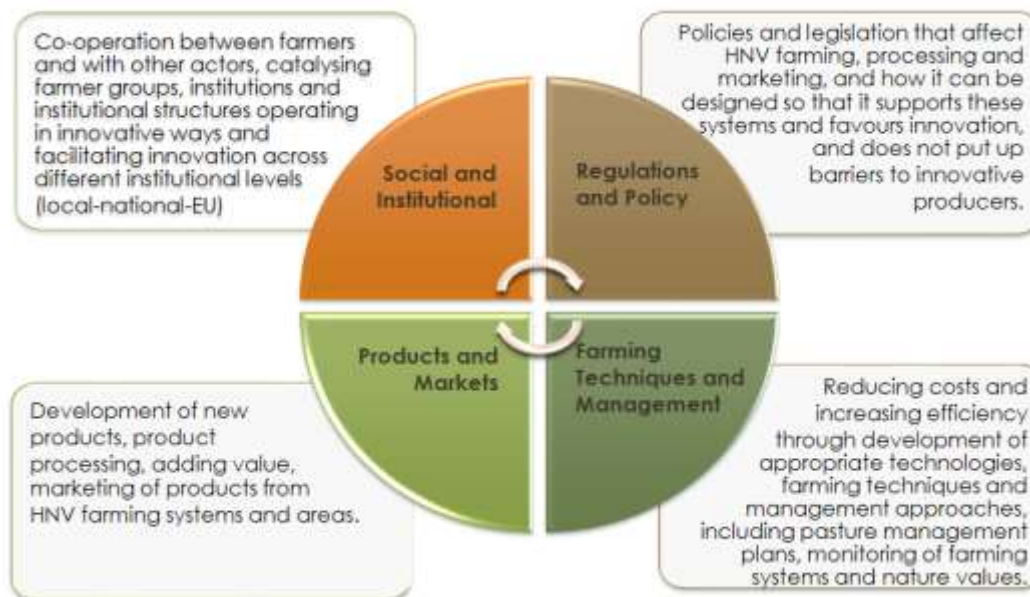 Co-operation between farmers
and with other actors, catalysing
farmer groups, institutions and
institutional structures operating
in innovative ways and
facilitating innovation across
different institutional levels
(local-national-EU)
Policies and legislation that affect
HNV farming, processing and
marketing, and how it can be
designed so that it supports these
systems and favours innovation,
and does not put up
barriers to innovative
producers.
Social and
Institutional
Regulations
and Policy
Products and
Markets
Farming
Techniques and
Management
Development of new
products, product
processing, adding value,
marketing of products from
HNV farming systems and areas.
Reducing costs and
increasing efficiency
through development of
appropriate technologies,
farming techniques and
management approaches,
including pasture management
plans, monitoring of farming
systems and nature values.